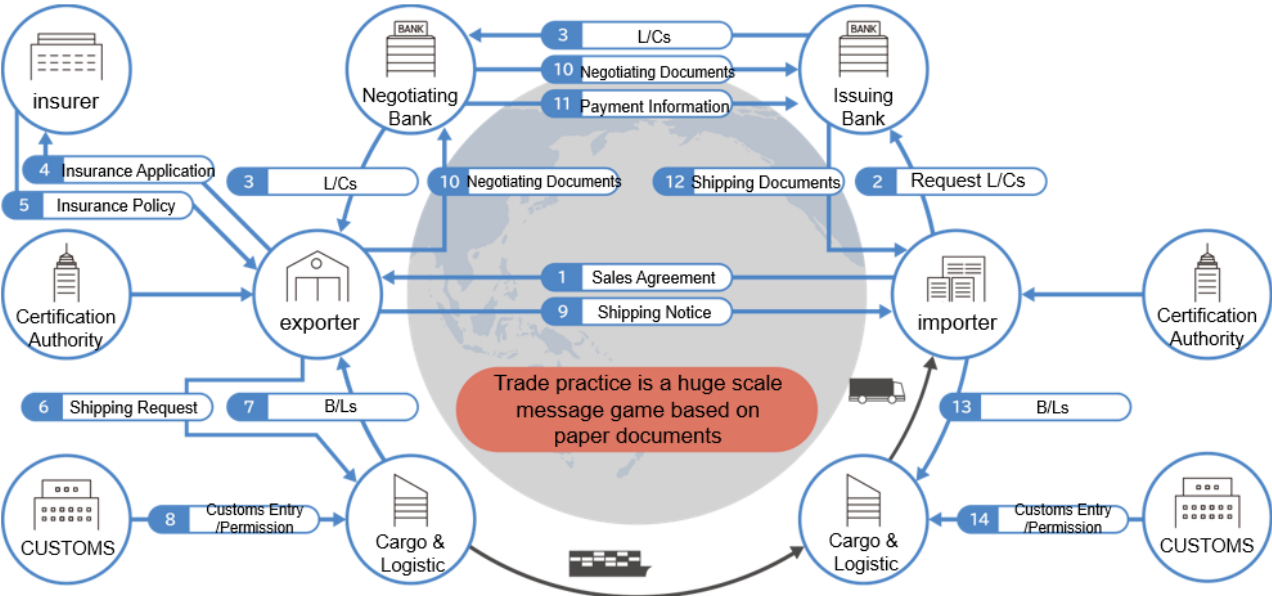 BANK
BANK
3 L/Cs
10 Negotiating Documents
11 Payment Information
insurer
Negotiating
Bank
Issuing
Bank
4 Insurance Application
5 Insurance Policy
3 L/Cs
10 Negotiating Documents
12 Shipping Documents
2 Request L/Cs
Certification
Authority
exporter
1 Sales Agreement
9 Shipping Notice
importer
Certification
Authority
Trade practice is a huge scale
message game based on
paper documents
6 Shipping Request
7 B/Ls
13 B/Ls
CUSTOMS
8 Customs Entry
/Permission
Cargo &
Logistic
Cargo &
Logistic
14 Customs Entry
/Permission
CUSTOMS